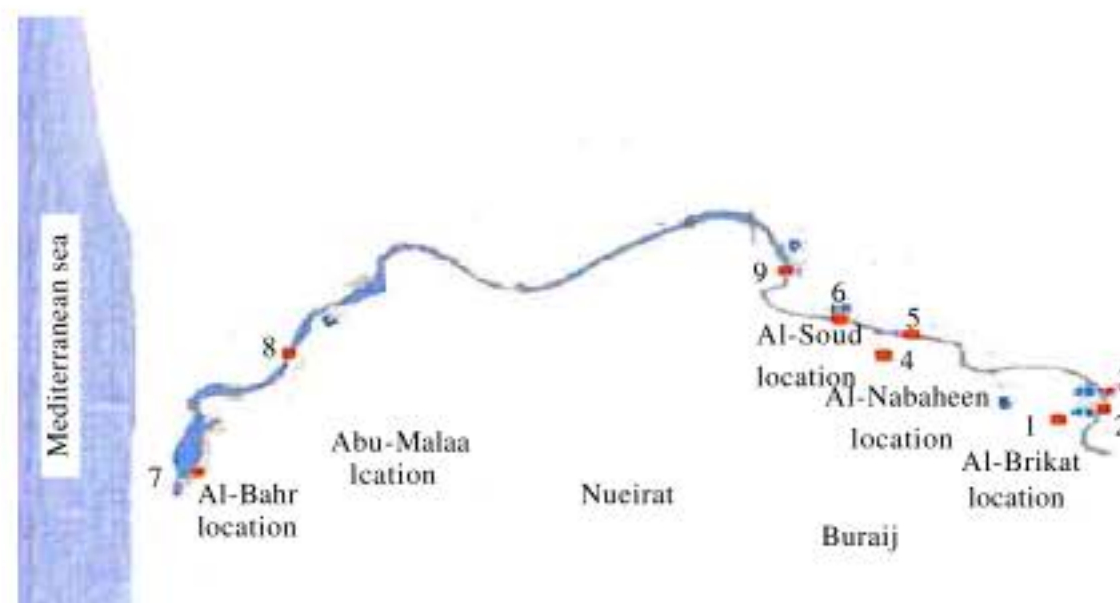 Mediterranean sea
9
6
5
Al-Soud
location
4
8
Al-Nabaheen
location
1
2
Abu-Malaa
lcation
Al-Brikat
location
7
Al-Bahr
location
Nueirat
Buraij